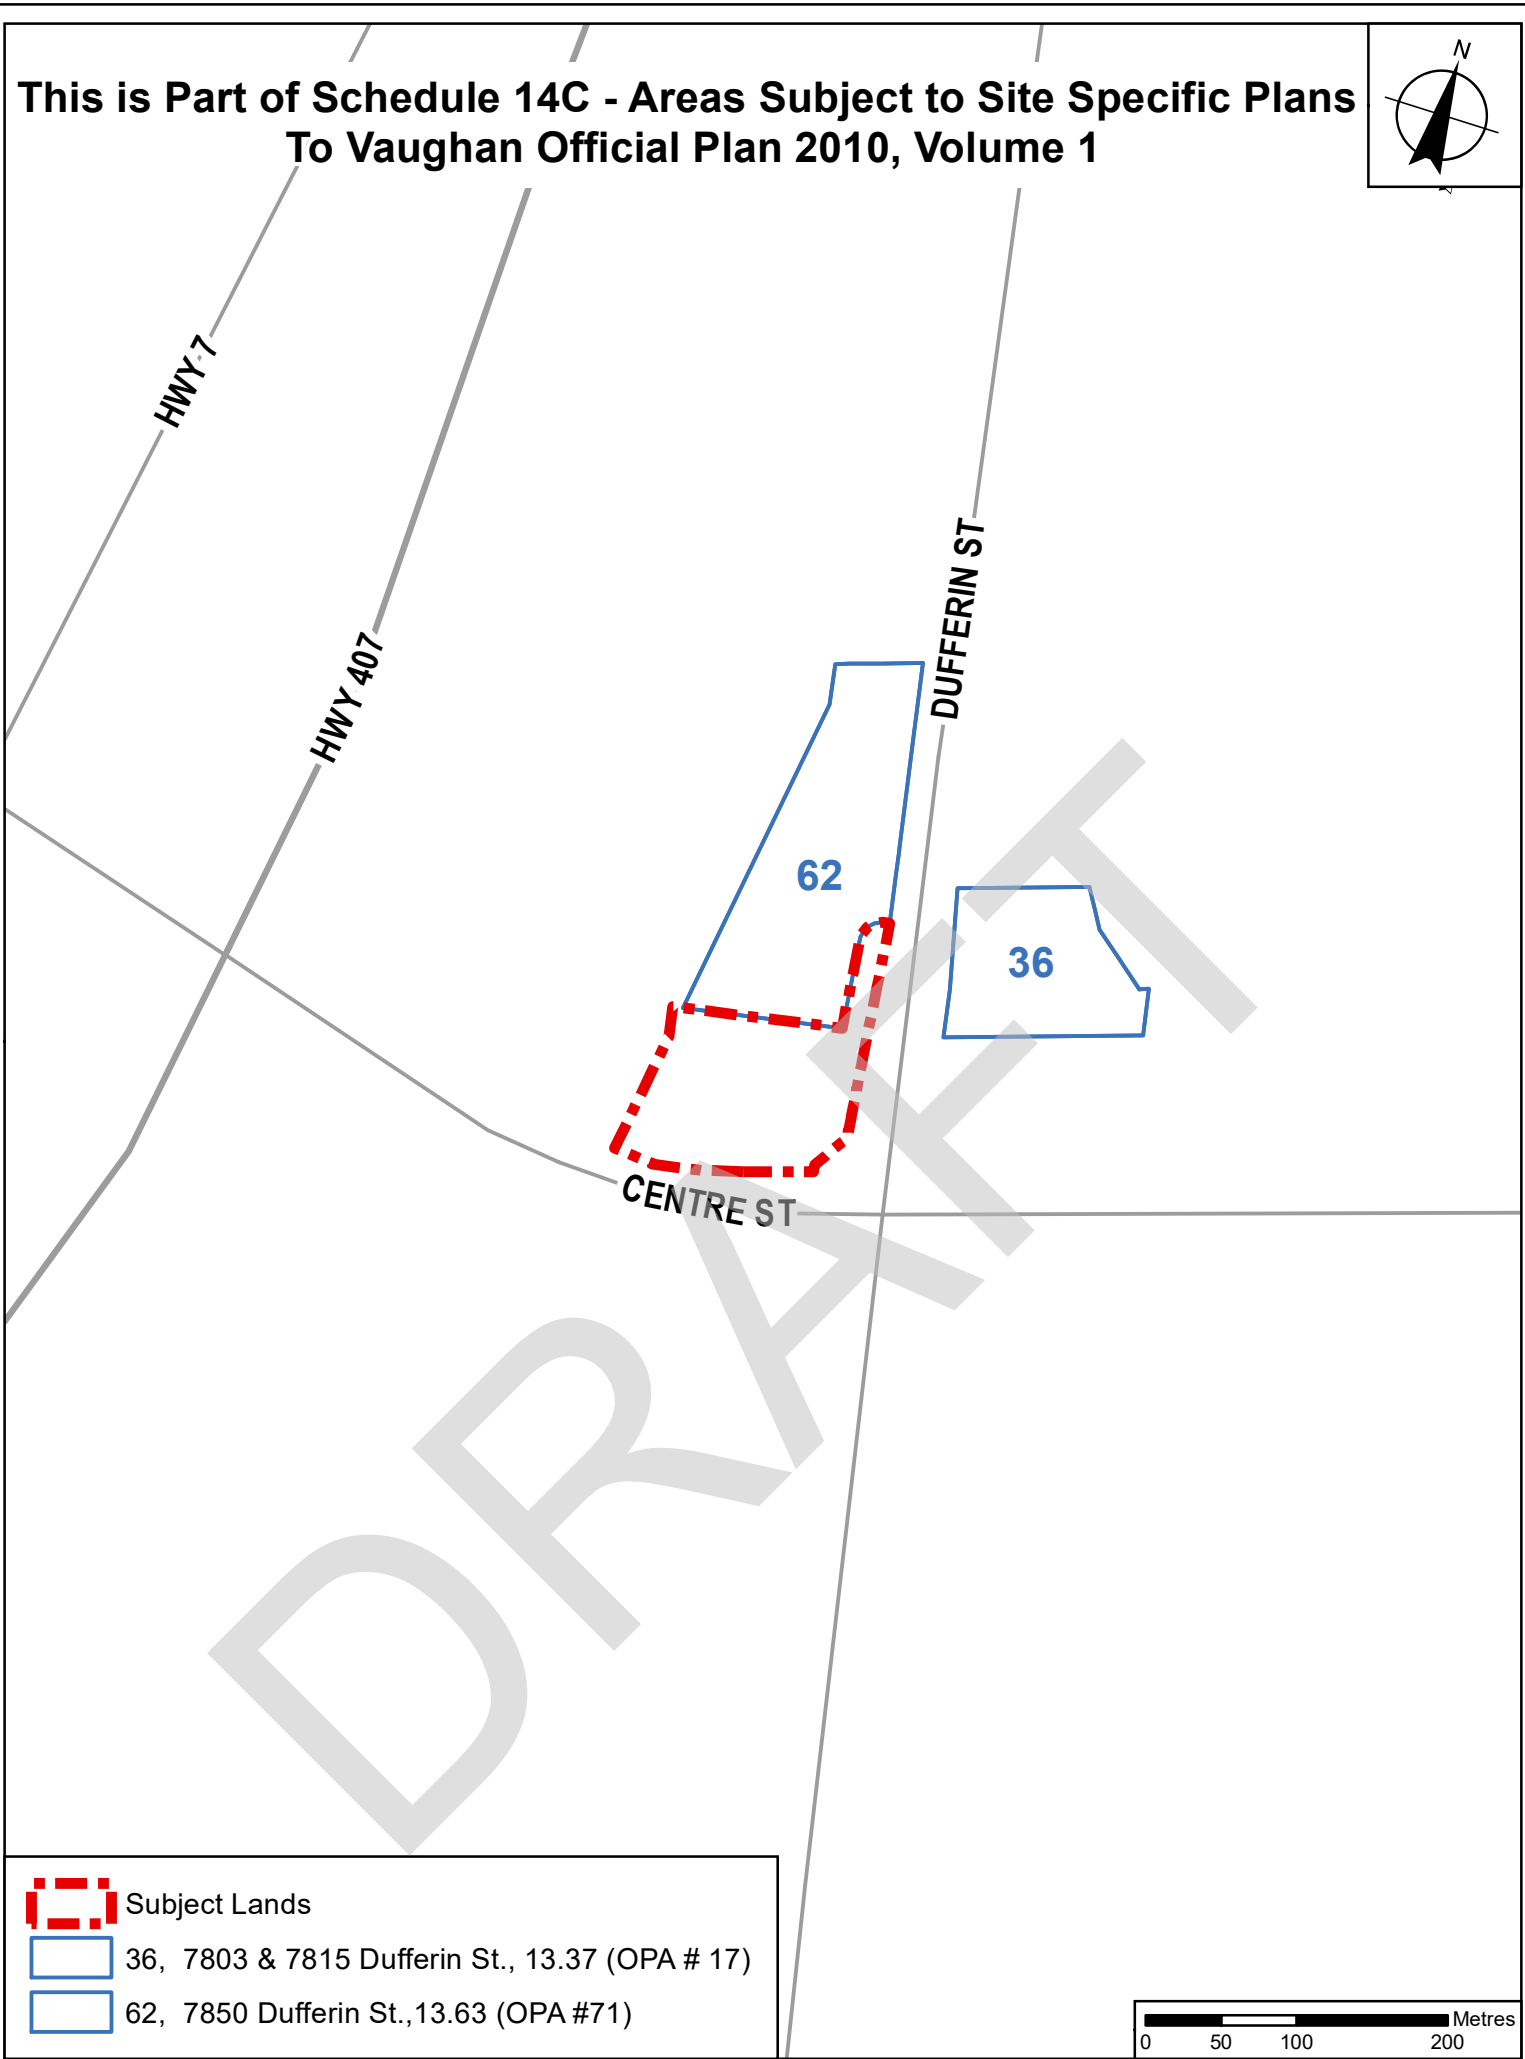 This is Part of Schedule 14C - Areas Subject to Site Specific Plans
To Vaughan Official Plan 2010, Volume 1
N
HWY 7
HWY 407
DUFFERIN ST
62
36
CENTRE ST
DRAFT
Subject Lands
36, 7803 & 7815 Dufferin St., 13.37 (OPA # 17)
62, 7850 Dufferin St.,13.63 (OPA #71)
Metres
0 50 100 200